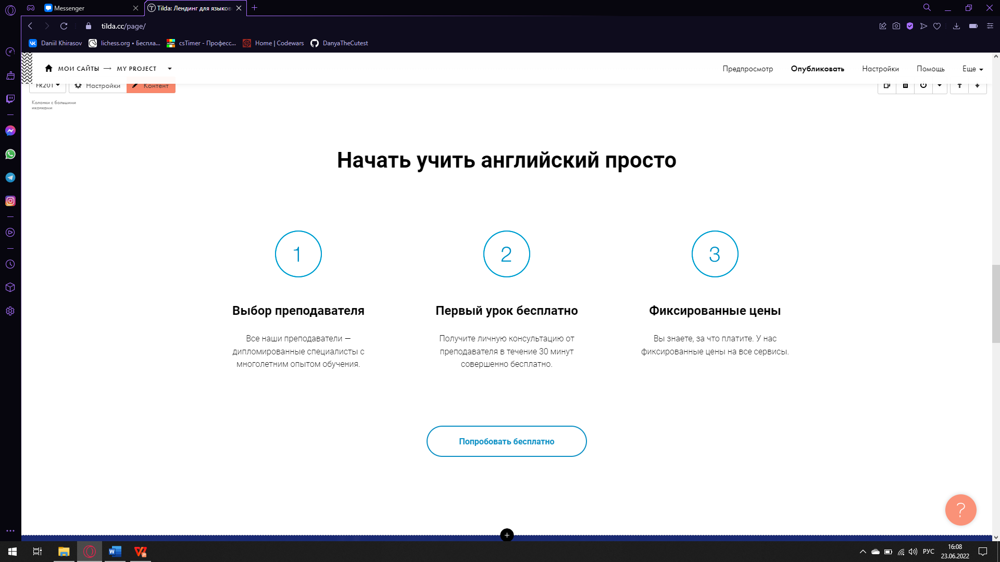 Messenger
Tilda: Лендинг для языков
tilda.cc/page/
Daniil Khirasov
lichess.org • Беспла...
csTimer - Професс...
Home | Codewars
DanyaTheCutest
МОИ САЙТЫ → MY PROJECT
Предпросмотр
Опубликовать
Настройки
Помощь
Еще
FR201
Настройки
Контент
Колонки с большими
иконками
Начать учить английский просто
1
2
3
Выбор преподавателя
Все наши преподаватели —
дипломированные специалисты с
многолетним опытом обучения.
Первый урок бесплатно
Получите личную консультацию от
преподавателя в течение 30 минут
совершенно бесплатно.
Фиксированные цены
Вы знаете, за что платите. У нас
фиксированные цены на все сервисы.
Попробовать бесплатно
?
РУС
16:08
23.06.2022